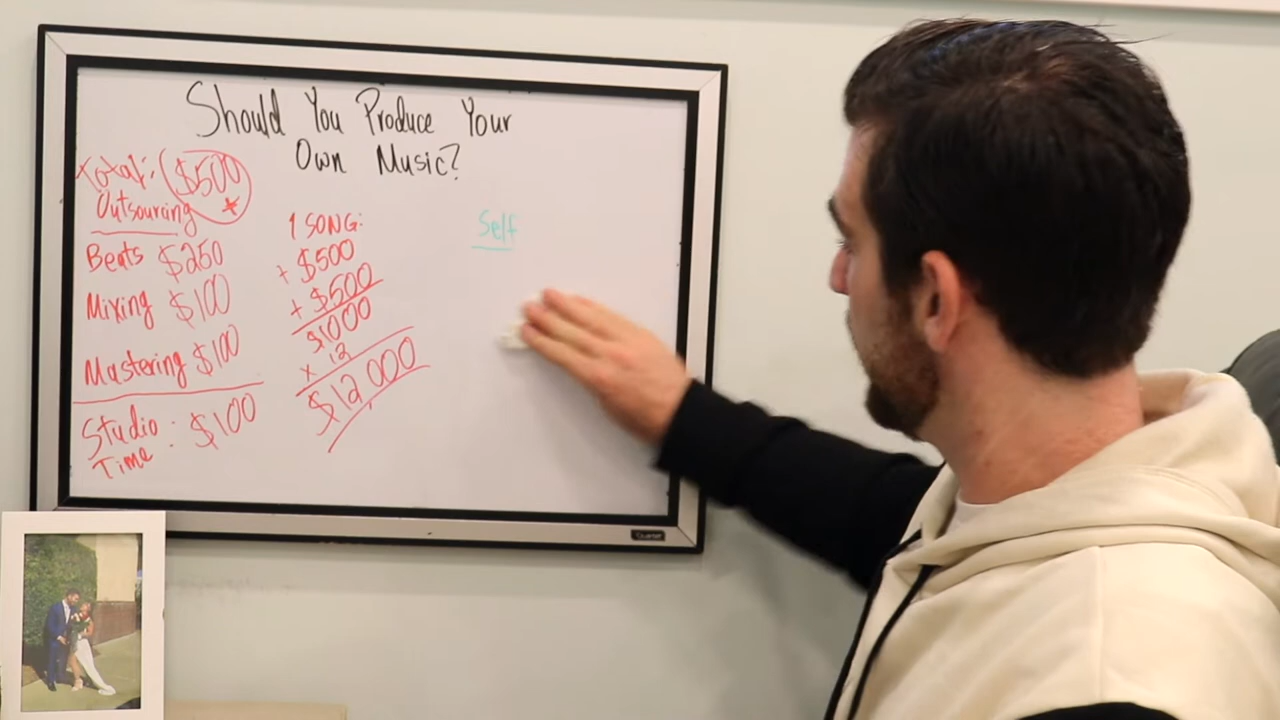 Should You Produce Your
Own Music?
Total: $500
Outsourcing
Beats $250
Mixing $100
Mastering $100
Studio : $100
Time
1 SONG:
+ $500
+ $500
$1000
x 12
$12,000
Self
Quartet